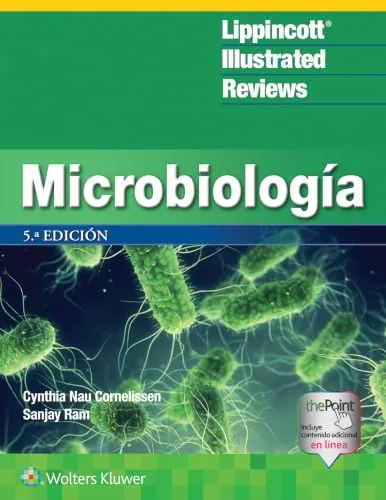 Lippincott®
Illustrated
Reviews
Microbiología
5.ª EDICIÓN
Cynthia Nau Cornelissen
Sanjay Ram
thePoint
Incluye
contenido adicional
en línea
Wolters Kluwer